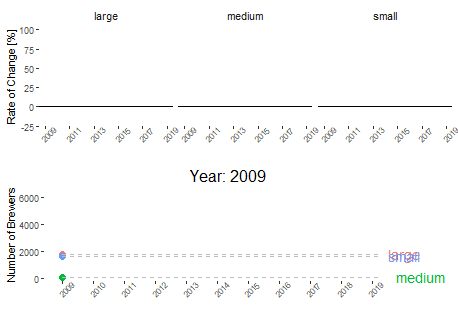 large medium small
Rate of Change [%]
100
75
50
25
0
-25
2009 2011 2013 2015 2017 2019 2009 2011 2013 2015 2017 2019 2009 2011 2013 2015 2017 2019
Year: 2009
Number of Brewers
6000
4000
2000
0
large
small
medium
2009 2010 2011 2012 2013 2014 2015 2016 2017 2018 2019